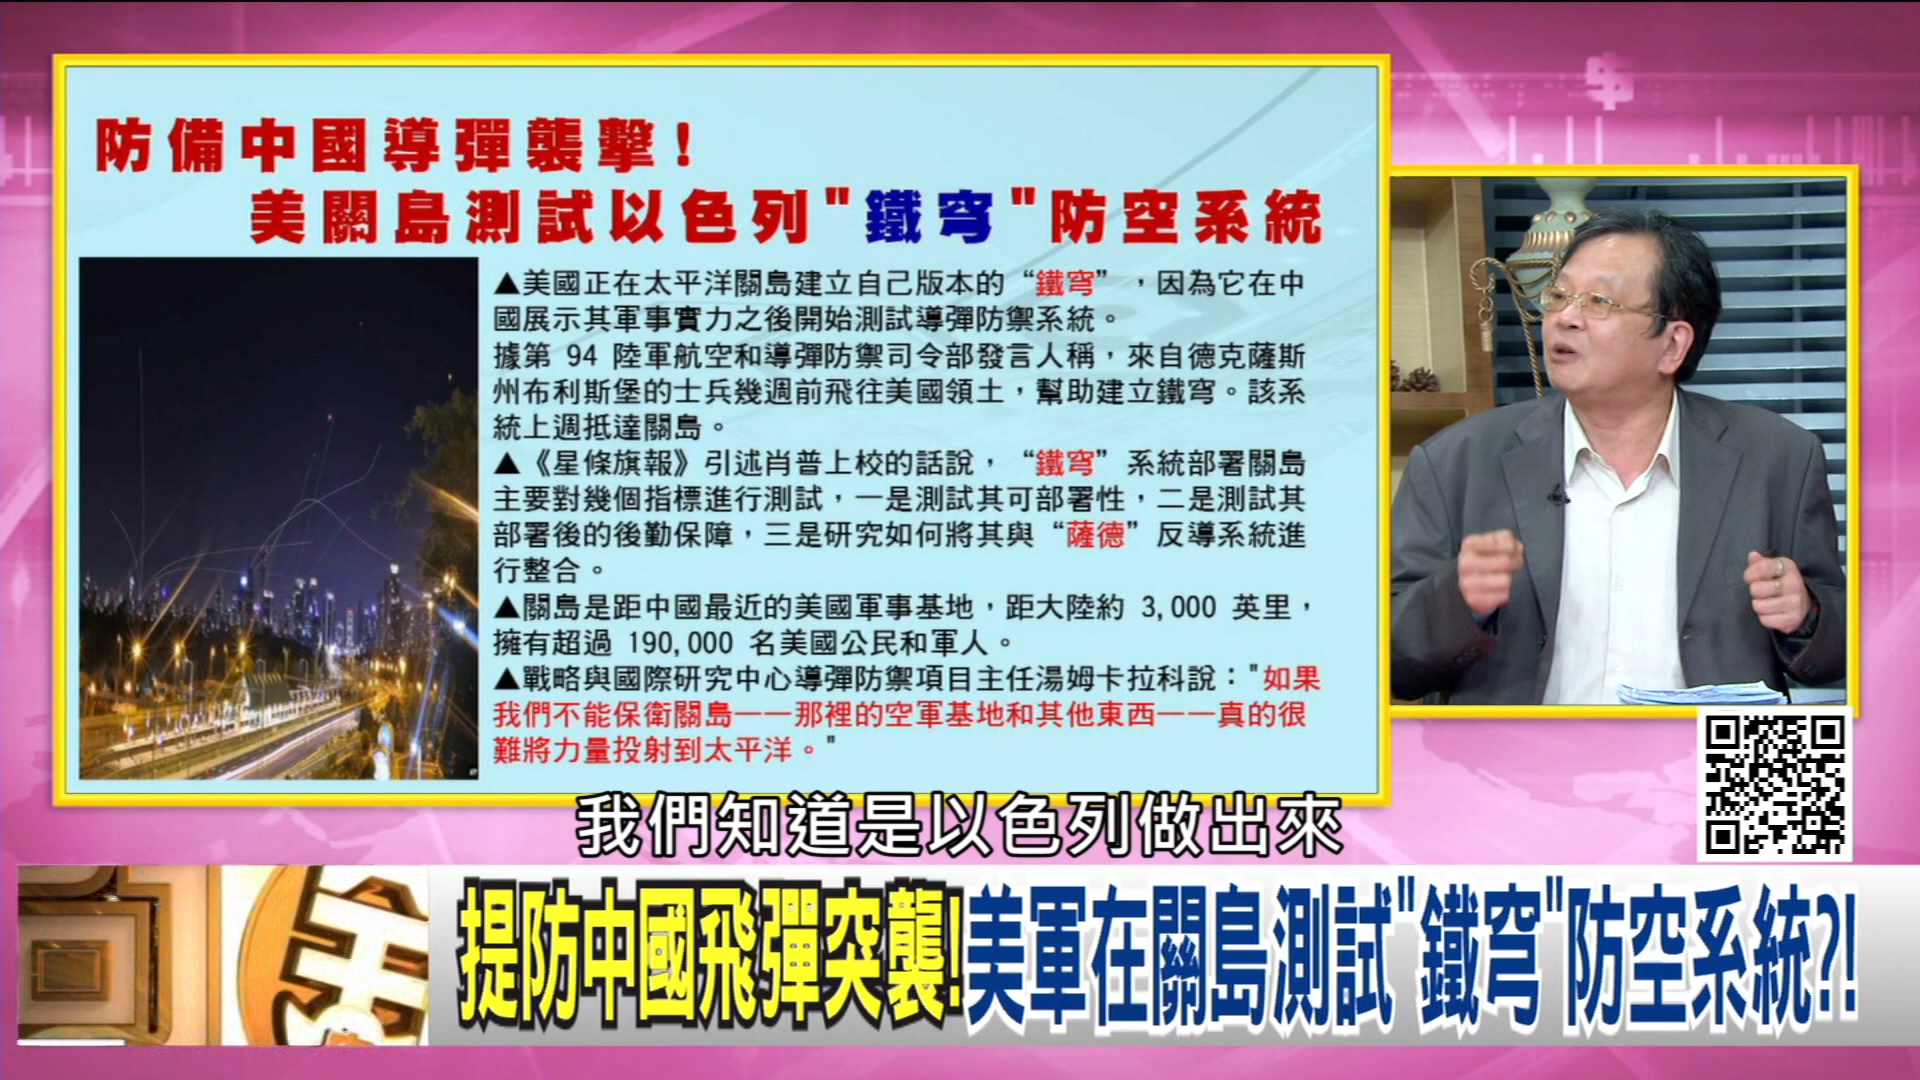 防備中國導彈襲擊！
美關島測試以色列"鐵穹"防空系統
▲美國正在太平洋關島建立自己版本的“鐵穹”，因為它在中
國展示其軍事實力之後開始測試導彈防禦系統。
據第 94 陸軍航空和導彈防禦司令部發言人稱，來自德克薩斯
州布利斯堡的士兵幾週前飛往美國領土，幫助建立鐵穹。該系
統上週抵達關島。
▲《星條旗報》引述肖普上校的話說，“鐵穹”系統部署關島
主要對幾個指標進行測試，一是測試其可部署性，二是測試其
部署後的後勤保障，三是研究如何將其與“薩德”反導系統進
行整合。
▲關島是距中國最近的美國軍事基地，距大陸約 3,000 英里，
擁有超過 190,000 名美國公民和軍人。
▲戰略與國際研究中心導彈防禦項目主任湯姆卡拉科說："如果
我們不能保衛關島——那裡的空軍基地和其他東西——真的很
難將力量投射到太平洋。"
我們知道是以色列做出來
提防中國飛彈突襲!美軍在關島測試"鐵穹"防空系統?!